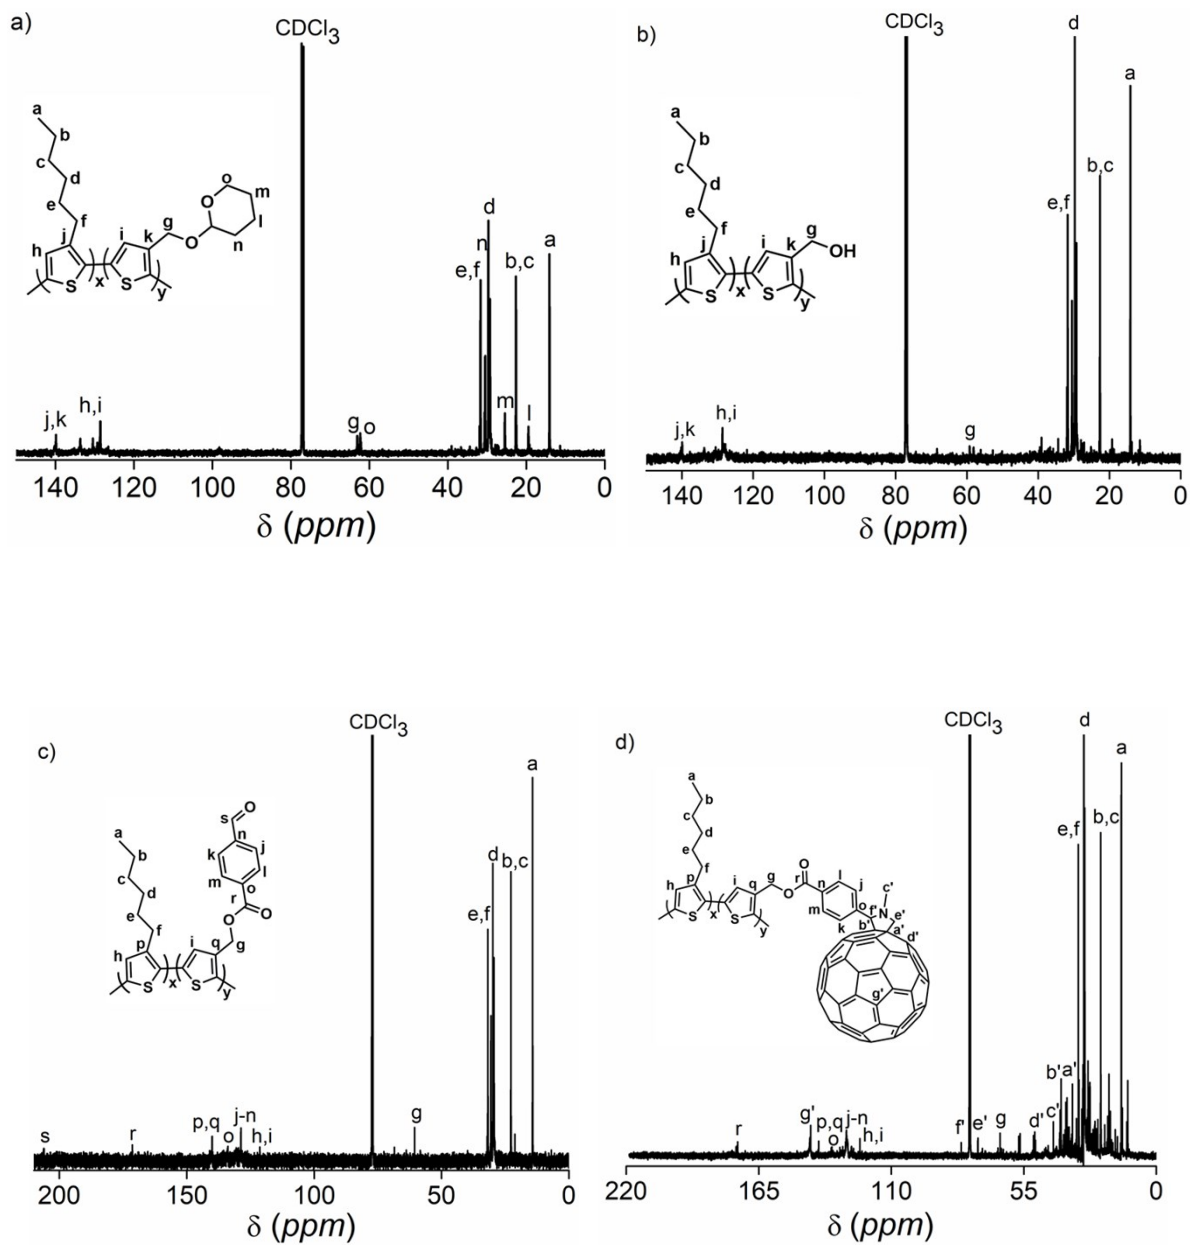 a)
CDCl3
a
b
c
d
e
f
o
m
O
l
n
g
O
h
j
i
k
S
x
S
y
j,k
h,i
g
o
e,f
n
d
m
b,c
l
a
140 120 100 80 60 40 20 0
δ (ppm)
b)
CDCl3
d
a
b,c
e,f
a
b
c
d
e
f
g
OH
h
j
i
k
S
x
S
y
j,k
h,i
g
140 120 100 80 60 40 20 0
δ (ppm)
c)
CDCl3
a
d
b,c
e,f
O
s
n
k
j
m
l
o
r
O
O
a
b
c
d
e
f
g
h
p
i
q
S
x
S
y
s
r
p,q
o
j-n
h,i
g
200 150 100 50 0
δ (ppm)
d)
CDCl3
d
a
b,c
e,f
a
b
c
d
e
f
O
r
g
O
n
l
j
m
k
o
f'
N
c'
e'
b'
a'
d'
g'
h
p
i
q
S
x
S
y
r
g'
p,q
o
j-n
h,i
f'
e'
g
d'
c'
b'
a'
220 165 110 55 0
δ (ppm)